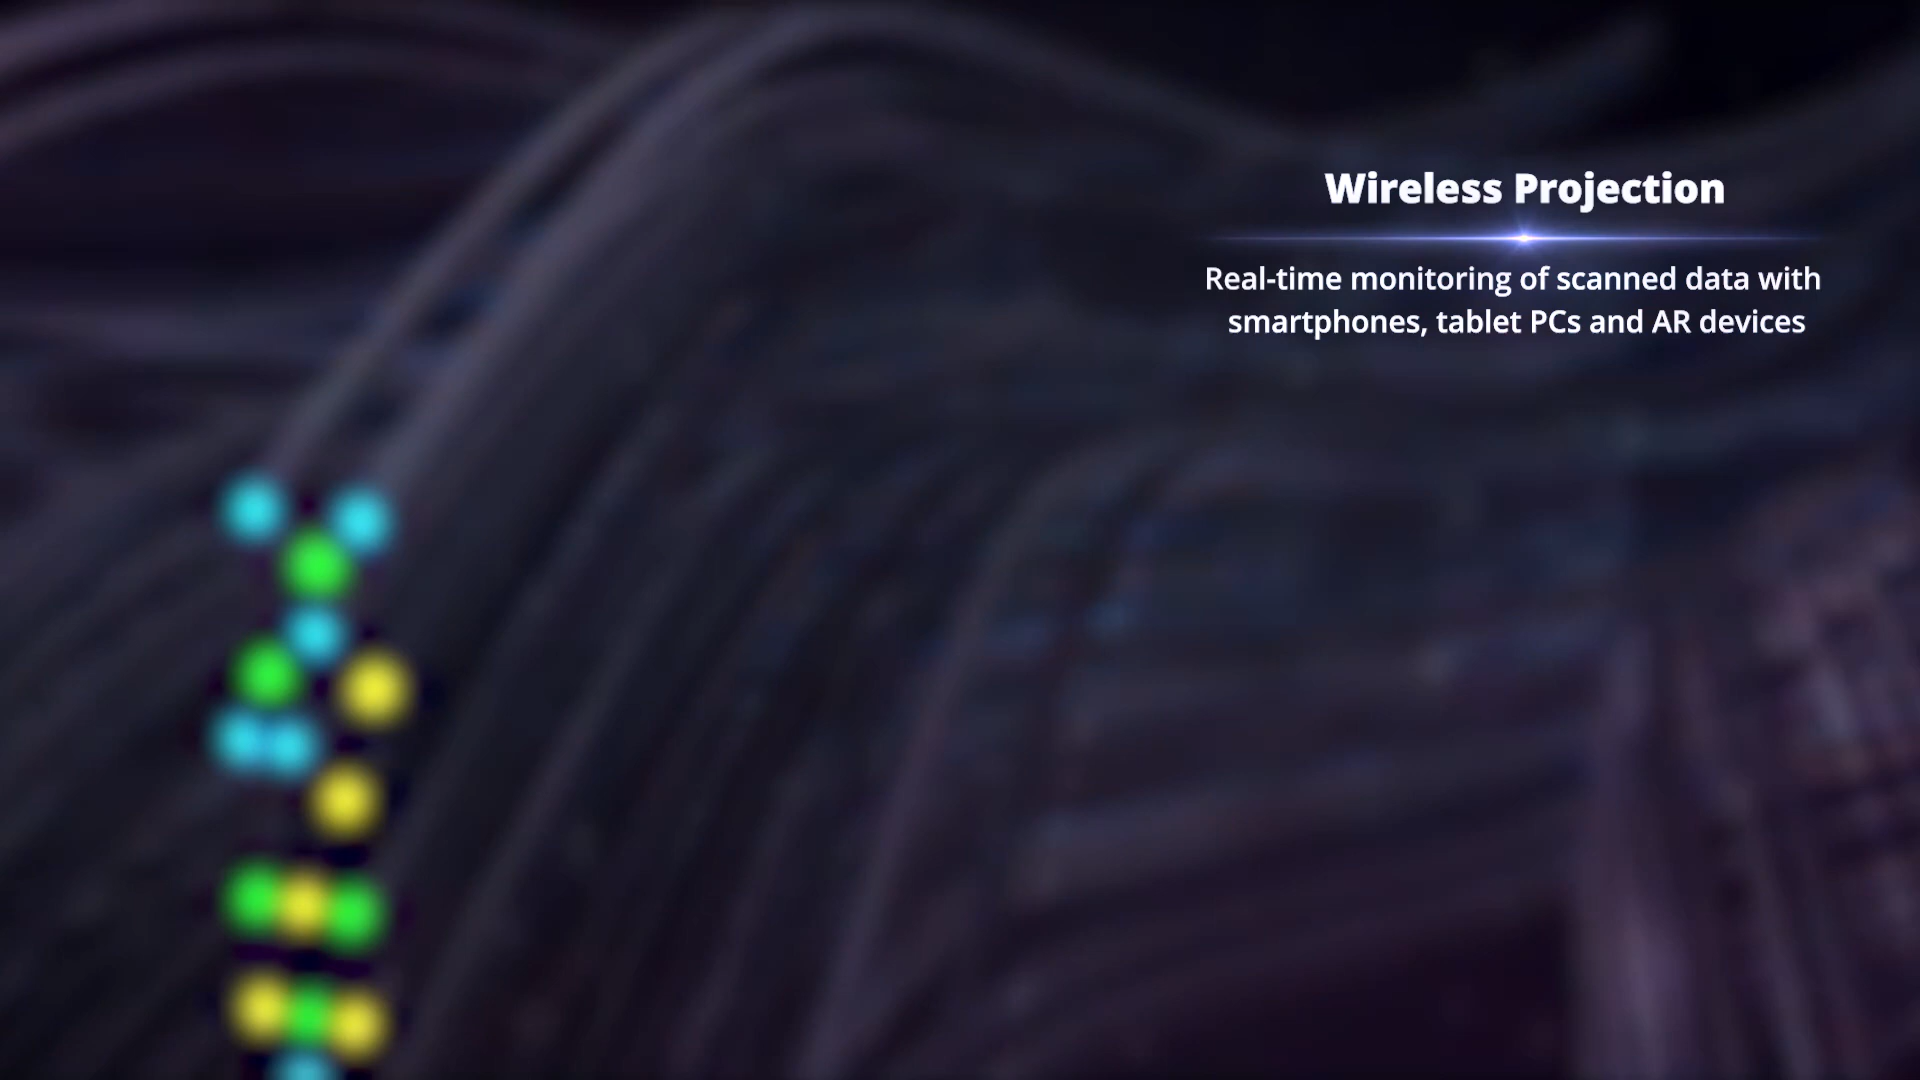 Wireless Projection
Real-time monitoring of scanned data with
smartphones, tablet PCs and AR devices